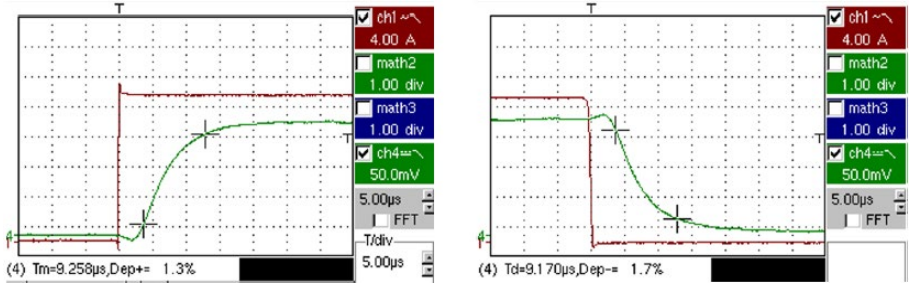 T
ch1
4.00 A
math2
1.00 div
math3
1.00 div
ch4
50.0mV
5.00µs
FFT
T/div
5.00µs
T
4
(4) Tm=9.258µs,Dep+= 1.3%
T
ch1
4.00 A
math2
1.00 div
math3
1.00 div
ch4
50.0mV
5.00µs
FFT
T
4
(4) Td=9.170µs,Dep-= 1.7%